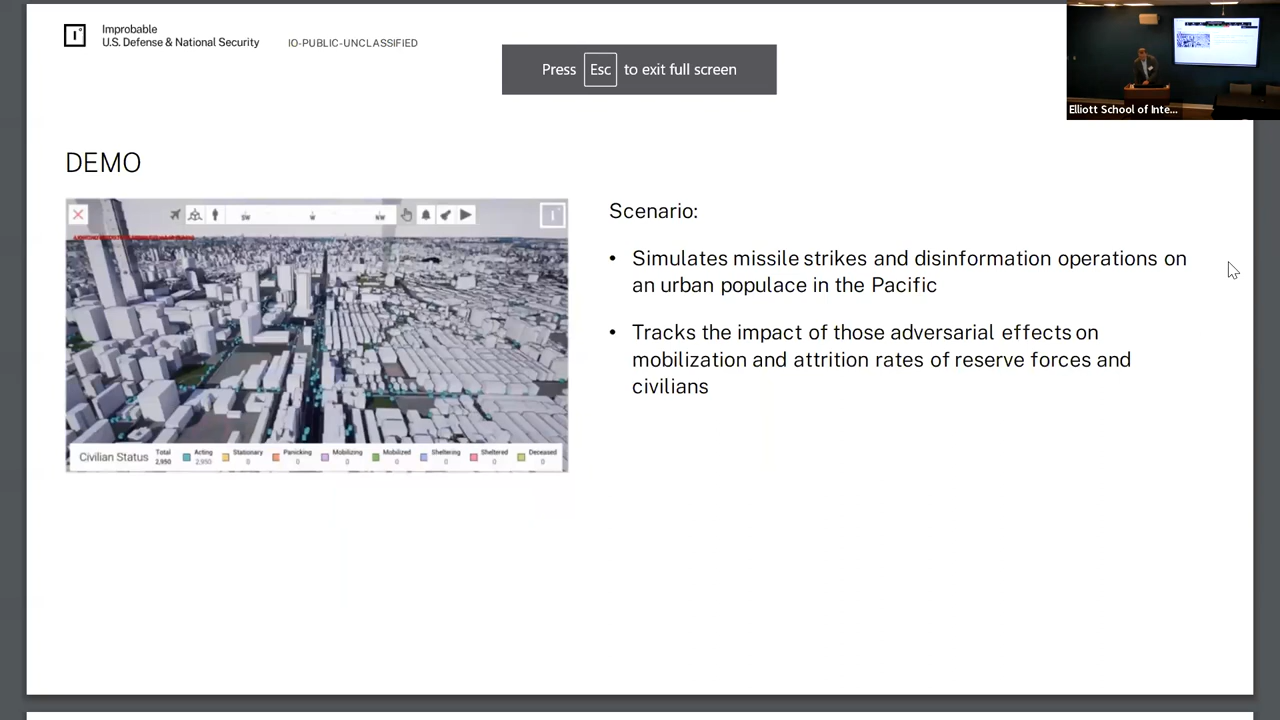 Improbable
U.S. Defense & National Security
IO-PUBLIC-UNCLASSIFIED
Press Esc to exit full screen
Elliott School of Inte...
DEMO
SW W NW
Scenario:
• Simulates missile strikes and disinformation operations on
an urban populace in the Pacific
• Tracks the impact of those adversarial effects on
mobilization and attrition rates of reserve forces and
civilians
Civilian Status
Total Acting Stationary Panicking Mobilizing Mobilized Sheltering Sheltered Deceased
2,950 2,950 0 0 0 0 0 0 0